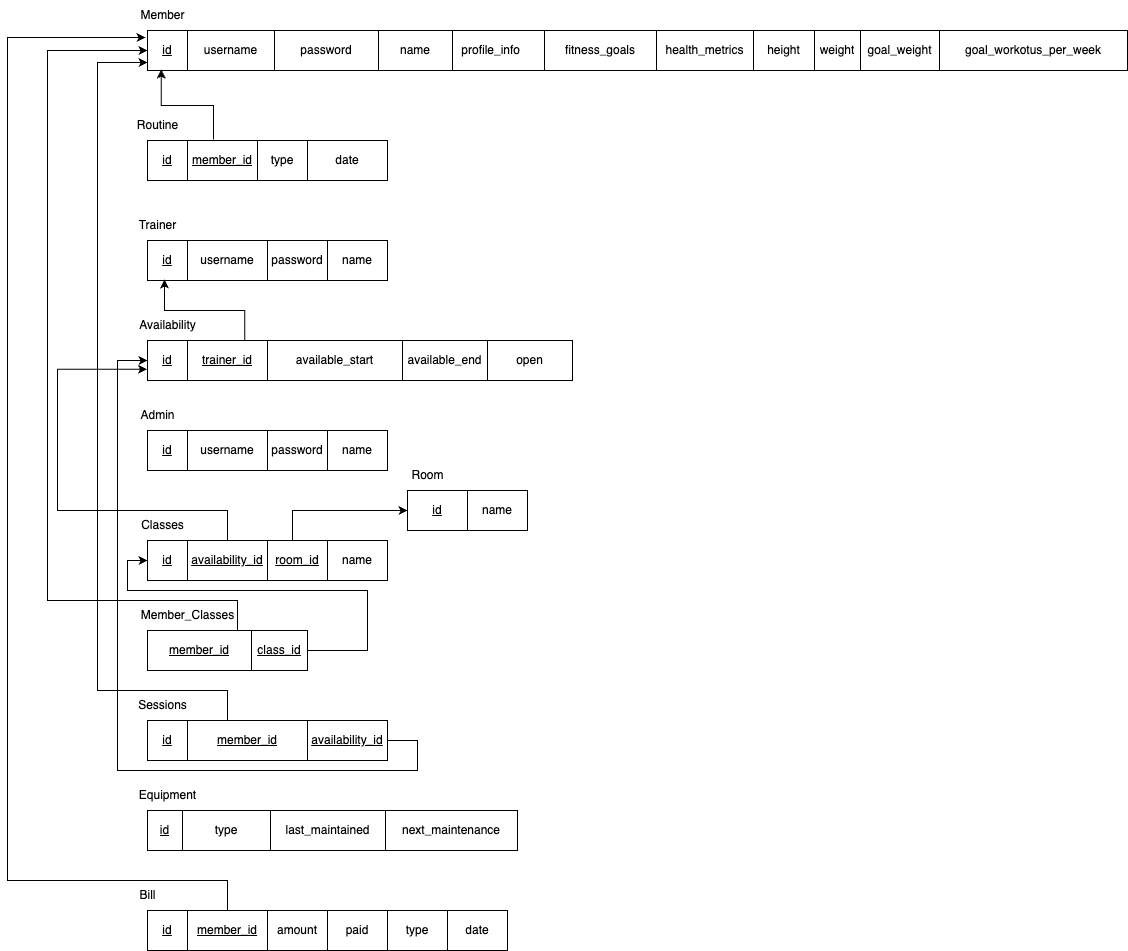 Member
id username password name profile_info fitness_goals health_metrics height weight goal_weight goal_workotus_per_week
Routine
id member_id type date
Trainer
id username password name
Availability
id trainer_id available_start available_end open
Admin
id username password name
Room
id name
Classes
id availability_id room_id name
Member_Classes
member_id class_id
Sessions
id member_id availability_id
Equipment
id type last_maintained next_maintenance
Bill
id member_id amount paid type date